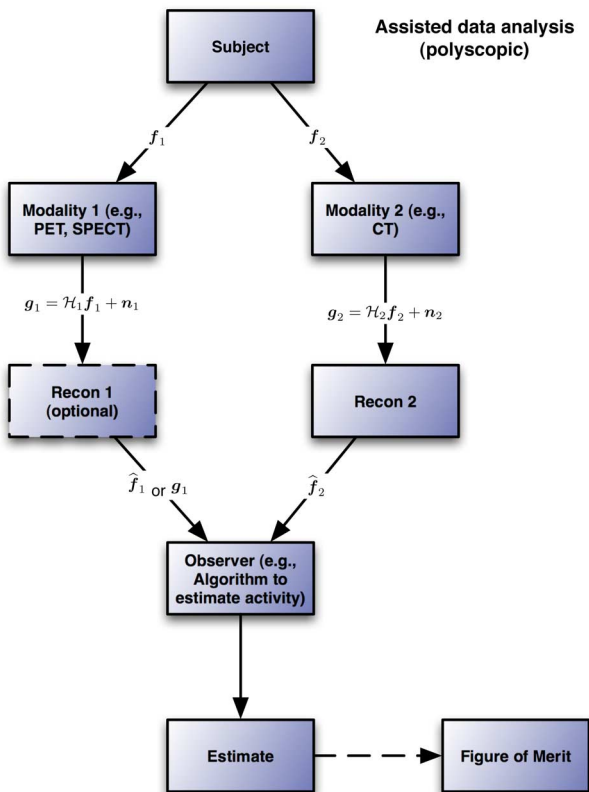 Assisted data analysis
(polyscopic)
Subject
f₁
f₂
Modality 1 (e.g.,
PET, SPECT)
Modality 2 (e.g.,
CT)
g₁ = ℋ₁f₁ + n₁
g₂ = ℋ₂f₂ + n₂
Recon 1
(optional)
Recon 2
f̂₁ or g₁
f̂₂
Observer (e.g.,
Algorithm to
estimate activity)
Estimate
Figure of Merit